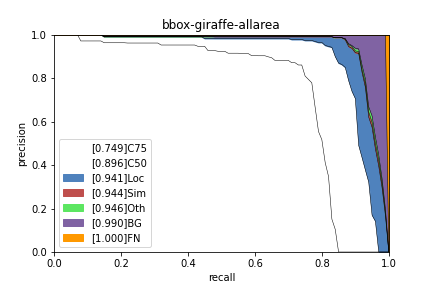 bbox-giraffe-allarea
1.0
0.8
0.6
0.4
0.2
0.0
precision
[0.749]C75
[0.896]C50
[0.941]Loc
[0.944]Sim
[0.946]Oth
[0.990]BG
[1.000]FN
0.0 0.2 0.4 0.6 0.8 1.0
recall